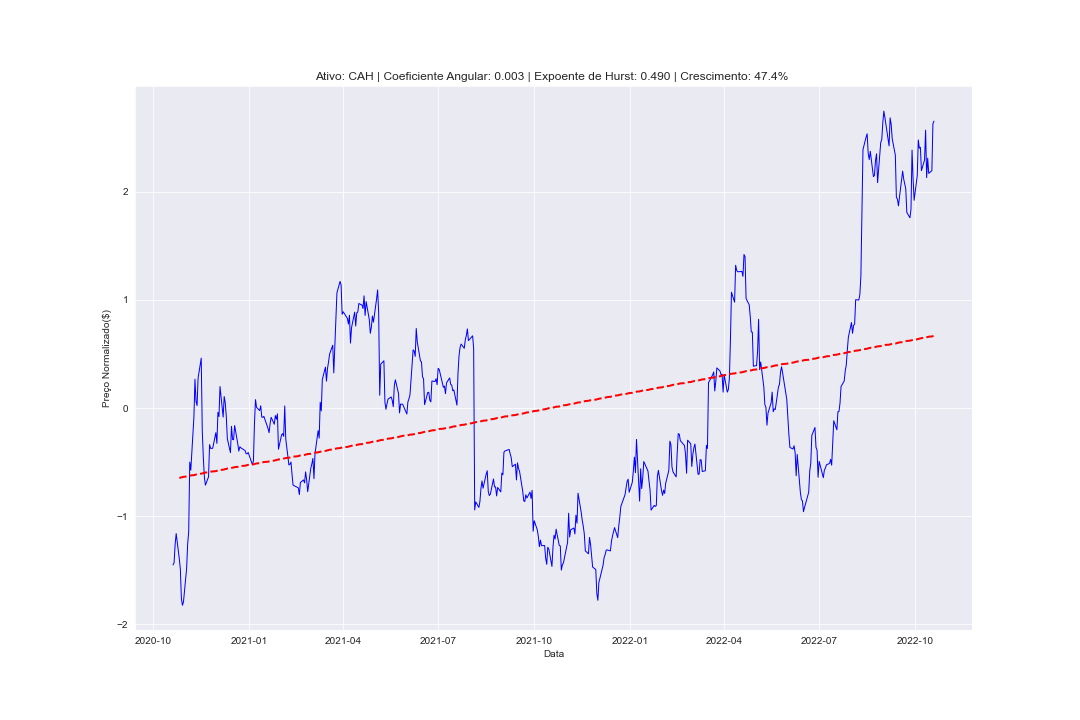 Ativo: CAH | Coeficiente Angular: 0.003 | Expoente de Hurst: 0.490 | Crescimento: 47.4%
Preço Normalizado($)
2
1
0
−1
−2
2020-10 2021-01 2021-04 2021-07 2021-10 2022-01 2022-04 2022-07 2022-10
Data